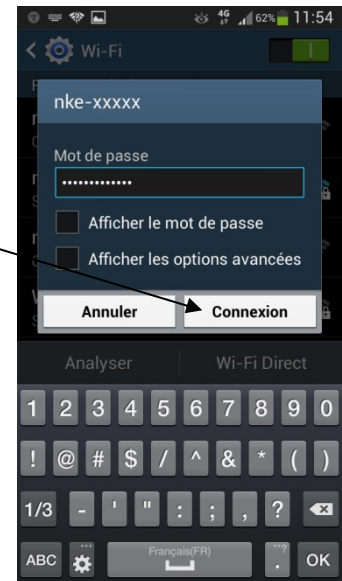 4G 62% 11:54
Wi-Fi
nke-xxxxx
Mot de passe
•••••••••••••
Afficher le mot de passe
Afficher les options avancées
Annuler Connexion
Analyser Wi-Fi Direct
1 2 3 4 5 6 7 8 9 0
! @ # $ / ^ & * ( )
1/3 - ' " : ; , ?
ABC Français(FR) . OK